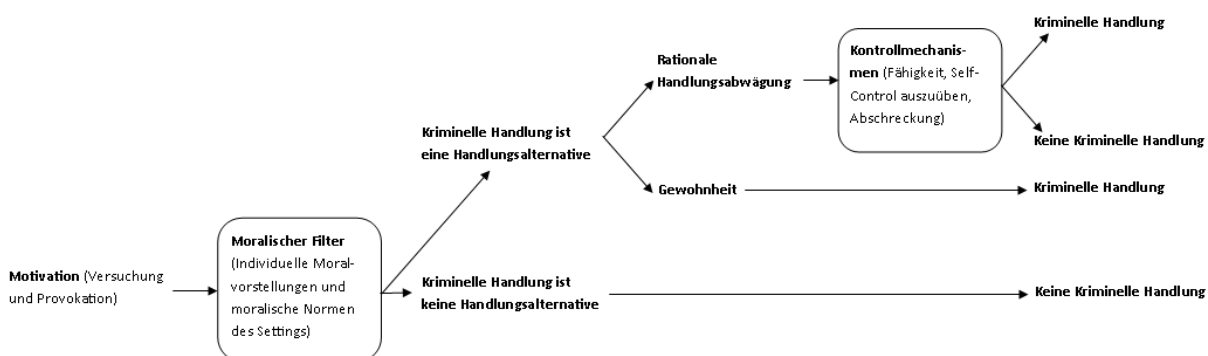 Motivation (Versuchung
und Provokation)
Moralischer Filter
(Individuelle Moral-
vorstellungen und
moralische Normen
des Settings)
Kriminelle Handlung ist
eine Handlungsalternative
Kriminelle Handlung ist
keine Handlungsalternative
Rationale
Handlungsabwägung
Gewohnheit
Kontrollmechanis-
men (Fähigkeit, Self-
Control auszuüben,
Abschreckung)
Kriminelle Handlung
Keine Kriminelle Handlung
Kriminelle Handlung
Keine Kriminelle Handlung